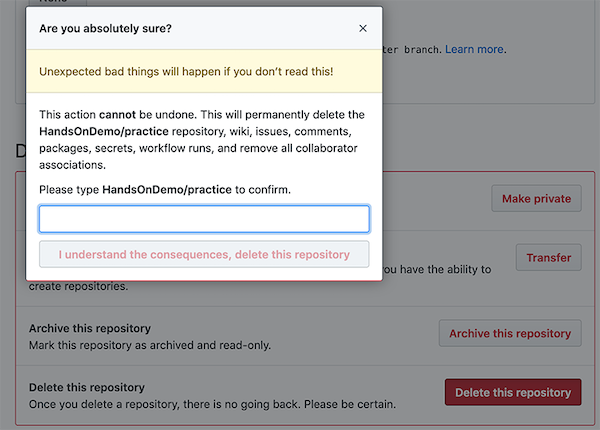 None
Are you absolutely sure?
ter branch. Learn more.
Unexpected bad things will happen if you don’t read this!
This action cannot be undone. This will permanently delete the
HandsOnDemo/practice repository, wiki, issues, comments,
packages, secrets, workflow runs, and remove all collaborator
associations.
Please type HandsOnDemo/practice to confirm.
I understand the consequences, delete this repository
D
Make private
Transfer
you have the ability to
create repositories.
Archive this repository
Mark this repository as archived and read-only.
Archive this repository
Delete this repository
Once you delete a repository, there is no going back. Please be certain.
Delete this repository